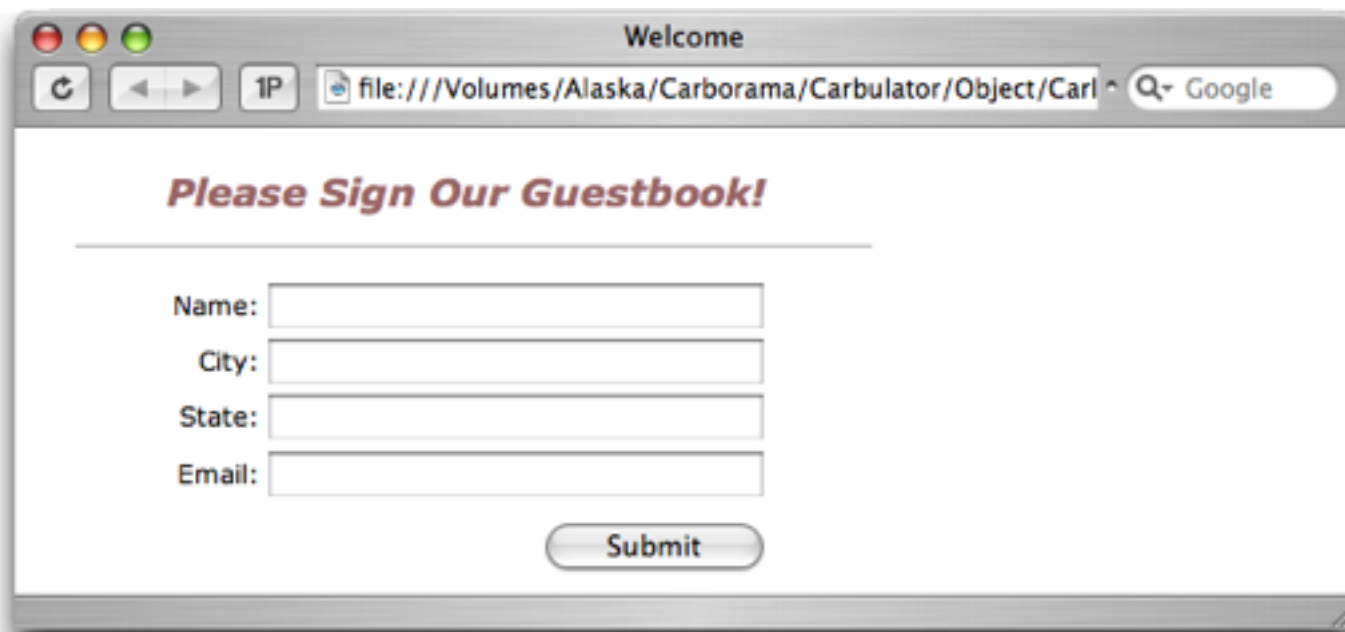 Welcome
1P file:///Volumes/Alaska/Carborama/Carbulator/Object/Carl Google
Please Sign Our Guestbook!
Name:
City:
State:
Email:
Submit